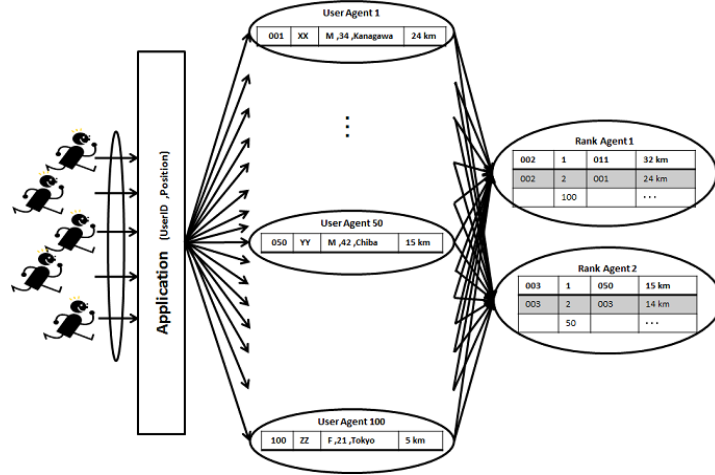 User Agent 1
001 XX M ,34 ,Kanagawa 24 km
⋮
Application (UserID ,Position)
Rank Agent 1
002 1 011 32 km
002 2 001 24 km
100 ···
User Agent 50
050 YY M ,42 ,Chiba 15 km
Rank Agent 2
003 1 050 15 km
003 2 003 14 km
50 ···
User Agent 100
100 ZZ F ,21 ,Tokyo 5 km